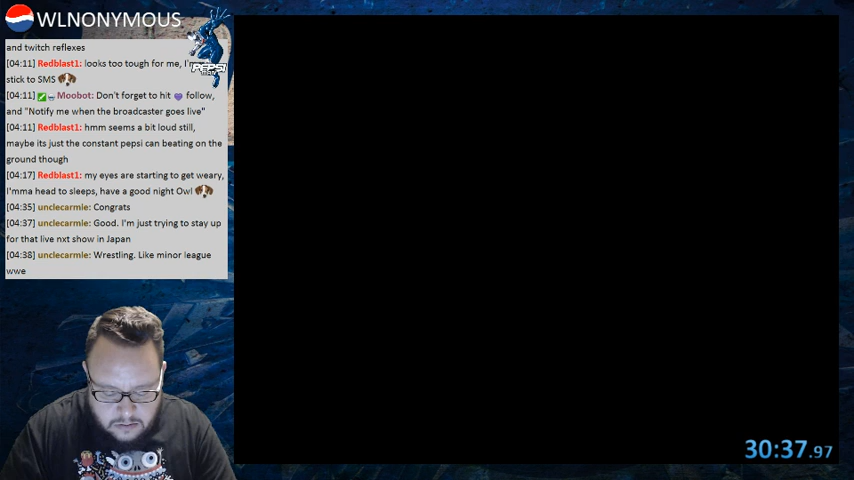 WLNONYMOUS
and twitch reflexes
[04:11] Redblast1: looks too tough for me,
stick to SMS
[04:11] Moobot: Don't forget to hit follow,
and "Notify me when the broadcaster goes live"
[04:11] Redblast1: hmm seems a bit loud still,
maybe its just the constant pepsi can beating on the
ground though
[04:17] Redblast1: my eyes are starting to get weary,
I'mma head to sleeps, have a good night Owl
[04:35] unclecarmie: Congrats
[04:37] unclecarmie: Good. I'm just trying to stay up
for that live nxt show in Japan
[04:38] unclecarmie: Wrestling. Like minor league
wwe
PEPSI
30:37.97